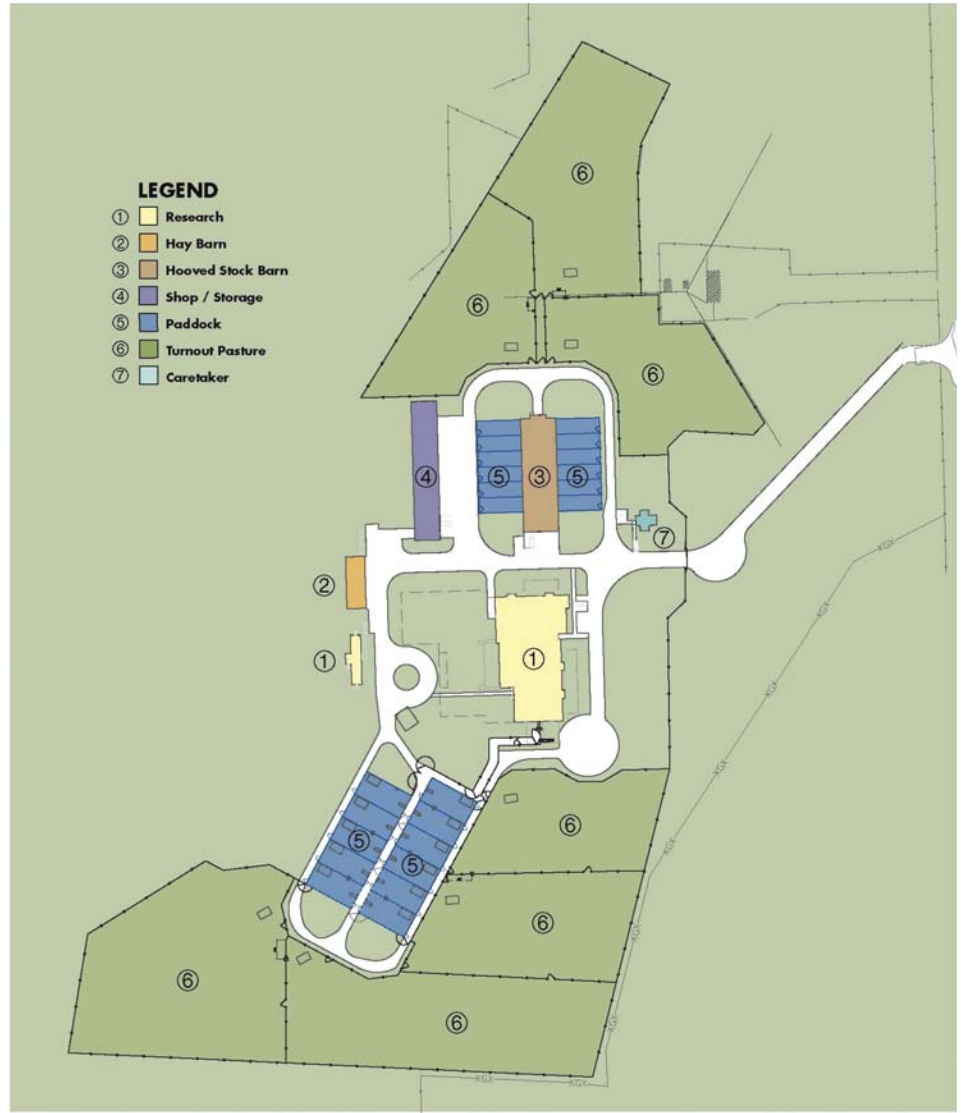 LEGEND
① Research
② Hay Barn
③ Hooved Stock Barn
④ Shop / Storage
⑤ Paddock
⑥ Turnout Pasture
⑦ Caretaker
⑥
⑥
⑥
④
⑤
③
⑤
⑦
②
①
①
⑤
⑤
⑥
⑥
⑥
⑥
KGX
KGX
KGX
KGX
KGX
KGX
KGX
KGX